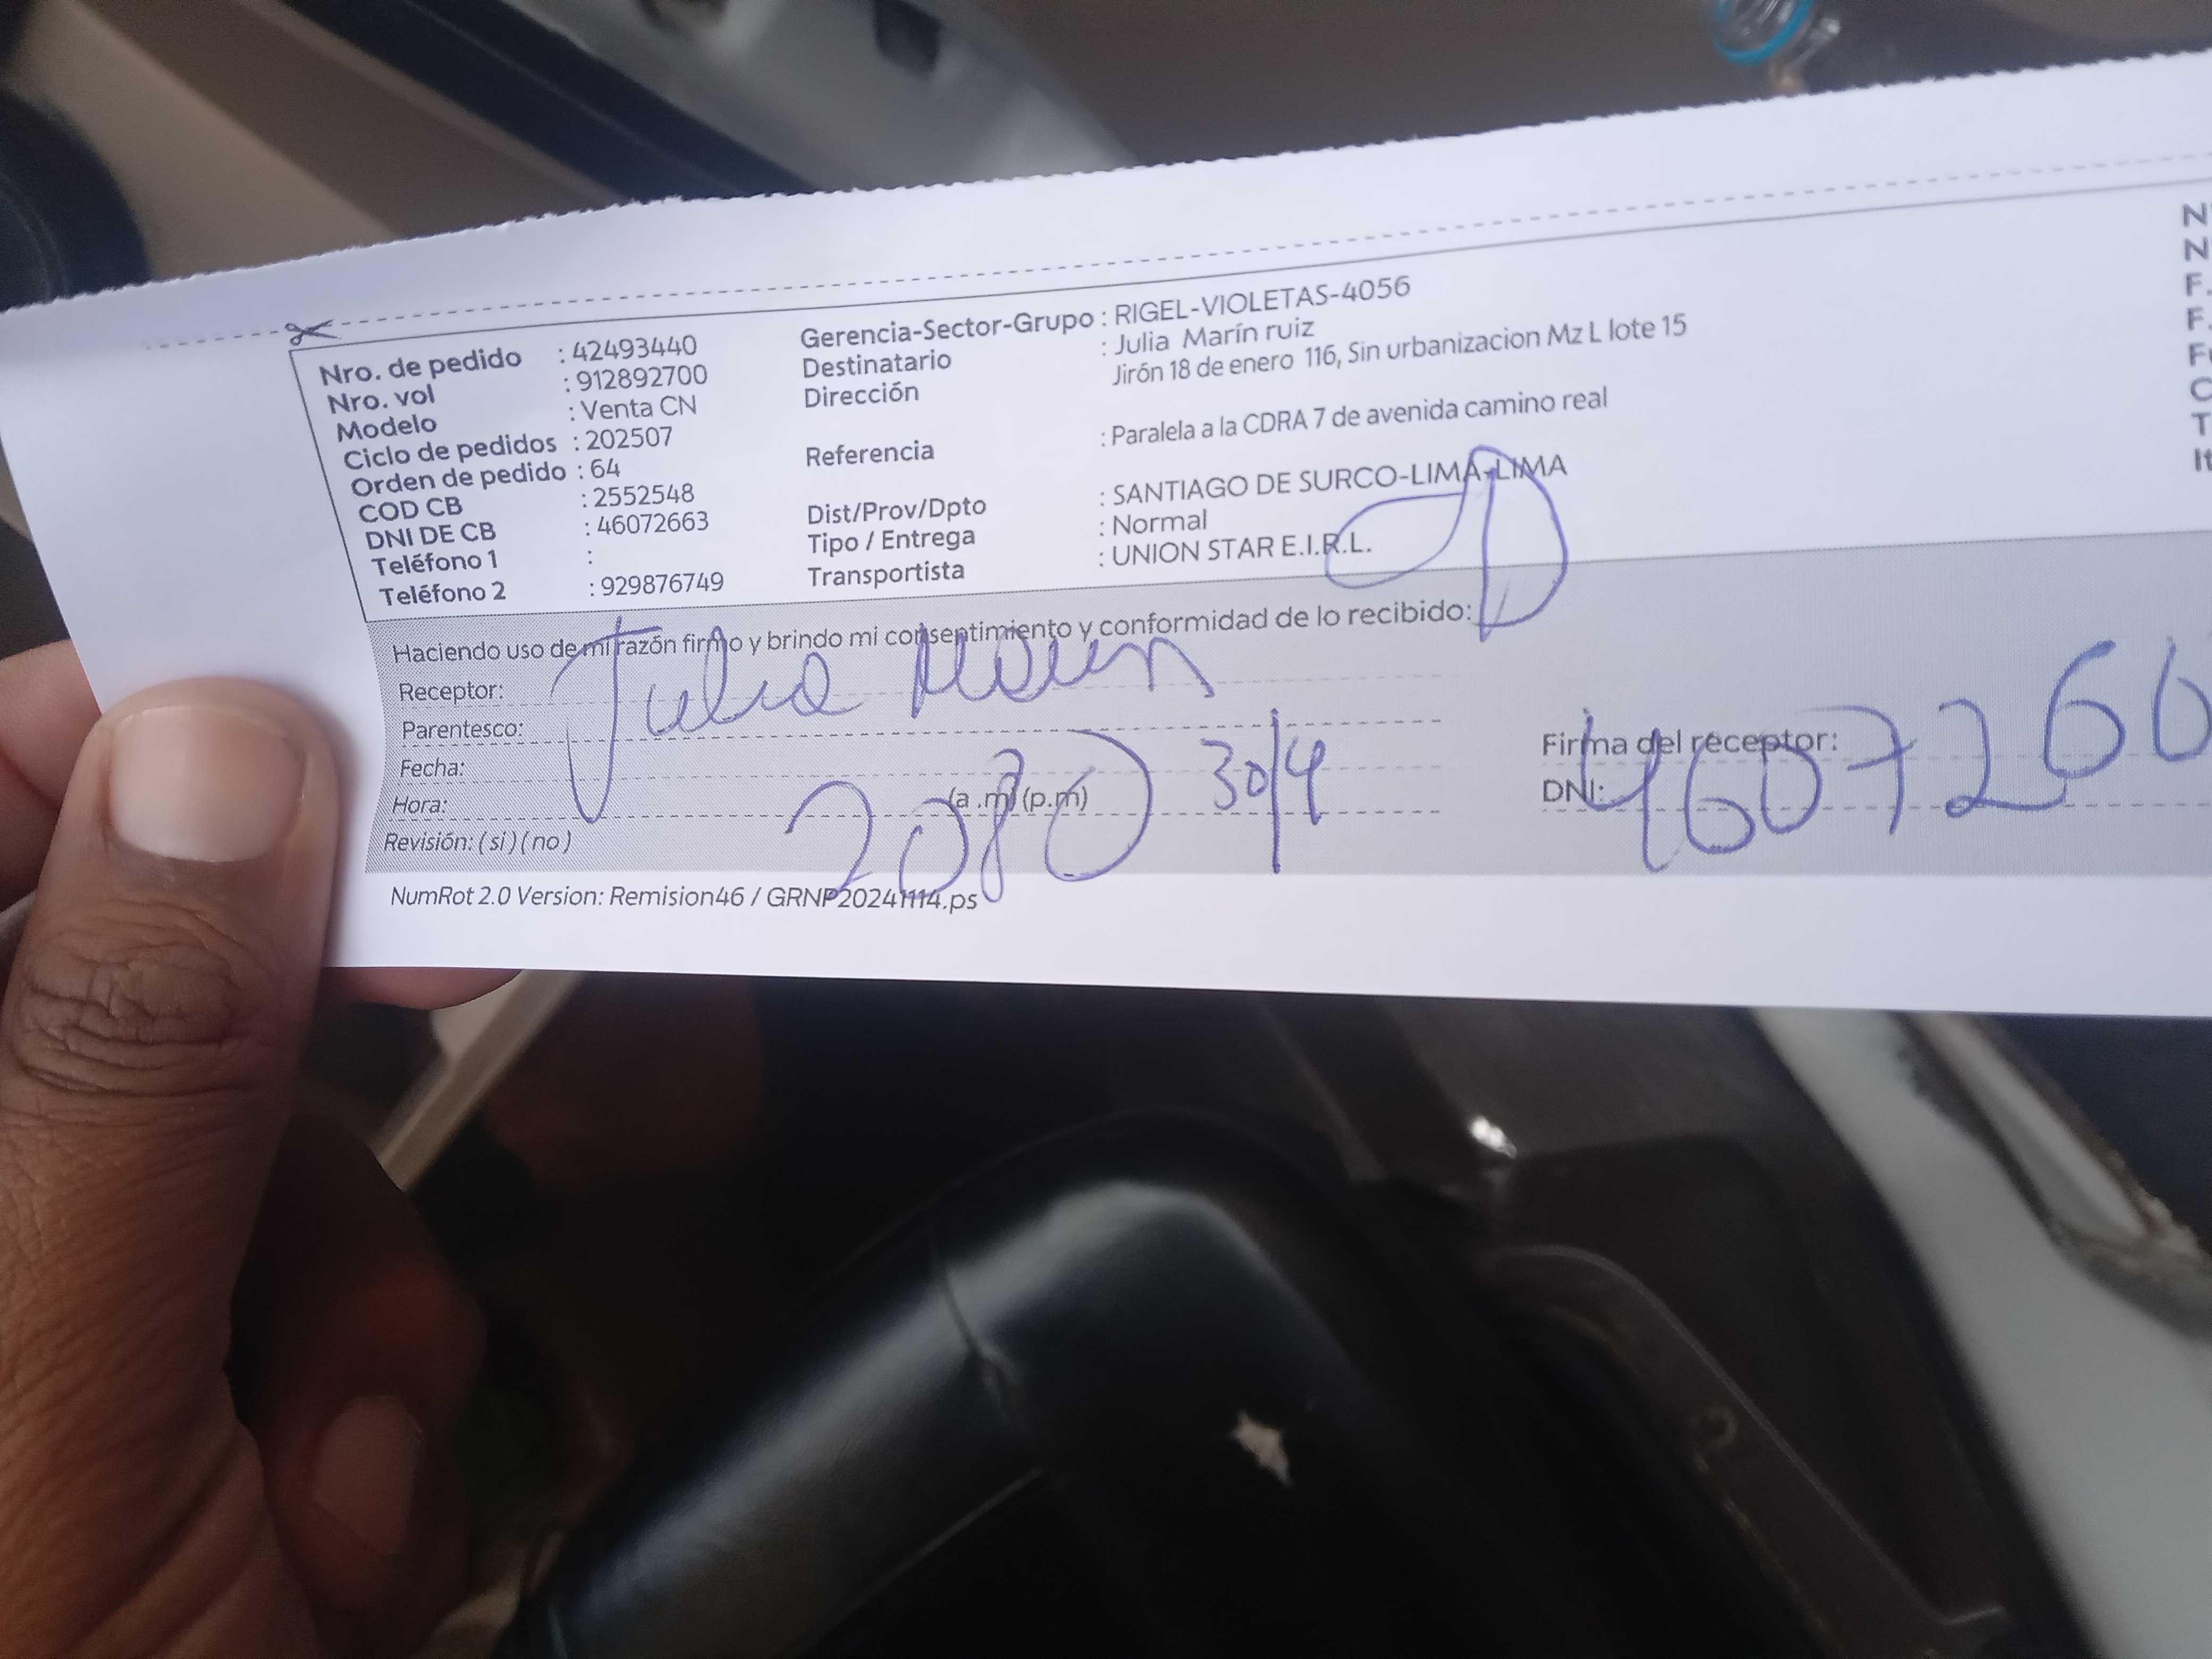 Nro. de pedido : 42493440
Nro. vol : 912892700
Modelo : Venta CN
Ciclo de pedidos : 202507
Orden de pedido : 64
COD CB : 2552548
DNI DE CB : 46072663
Teléfono 1 :
Teléfono 2 : 929876749
Gerencia-Sector-Grupo : RIGEL-VIOLETAS-4056
Destinatario : Julia Marín ruiz
Dirección Jirón 18 de enero 116, Sin urbanizacion Mz L lote 15
Referencia : Paralela a la CDRA 7 de avenida camino real
Dist/Prov/Dpto : SANTIAGO DE SURCO-LIMA-LIMA
Tipo / Entrega : Normal
Transportista : UNION STAR E.I.R.L.
N
N
F.
F.
F
C
T
It
Haciendo uso de mi razón firmo y brindo mi consentimiento y conformidad de lo recibido:
Receptor: Julia Marin
Parentesco:
Fecha: 30/4
Hora: (a .m) (p.m)
Revisión: (si) (no)
Firma del receptor:
DNI: 4607266
NumRot 2.0 Version: Remision46 / GRNP20241114.ps